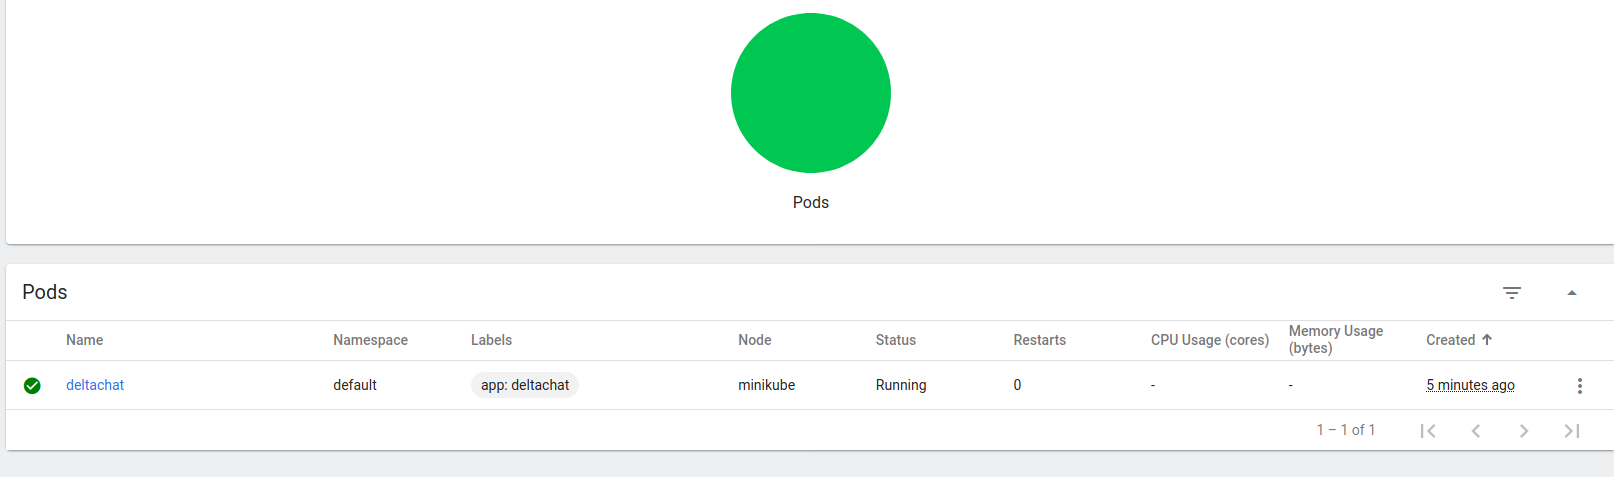 Pods
Pods
Name Namespace Labels Node Status Restarts CPU Usage (cores) Memory Usage (bytes) Created
deltachat default app: deltachat minikube Running 0 - - 5 minutes ago
1 – 1 of 1